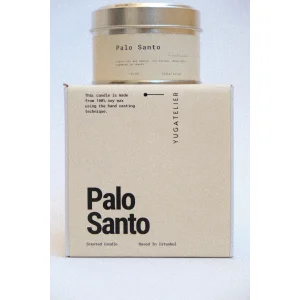 Palo Santo
This candle is made
from 100% soy wax
using the hand casting
technique.
YUGATELIER
Palo
Santo
Scented Candle
Based in Istanbul